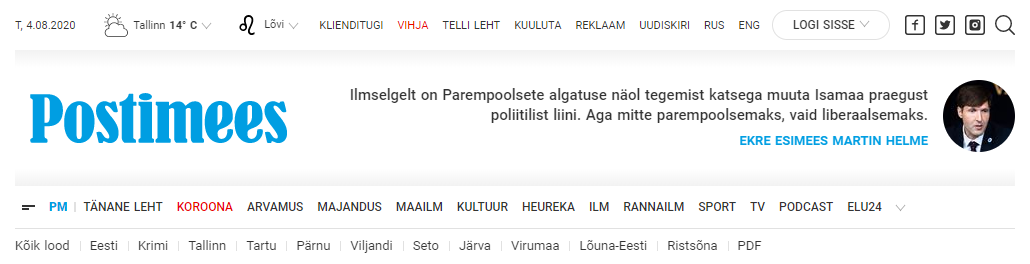 T, 4.08.2020 Tallinn 14° C Lõvi KLIENDITUGI VIHJA TELLI LEHT KUULUTA REKLAAM UUDISKIRI RUS ENG LOGI SISSE
Postimees
Ilmselgelt on Parempoolsete algatuse näol tegemist katsega muuta Isamaa praegust
poliitilist liini. Aga mitte parempoolsemaks, vaid liberaalsemaks.
EKRE ESIMEES MARTIN HELME
PM TÄNANE LEHT KOROONA ARVAMUS MAJANDUS MAAILM KULTUUR HEUREKA ILM RANNAILM SPORT TV PODCAST ELU24
Kõik lood Eesti Krimi Tallinn Tartu Pärnu Viljandi Seto Järva Virumaa Lõuna-Eesti Ristsõna PDF